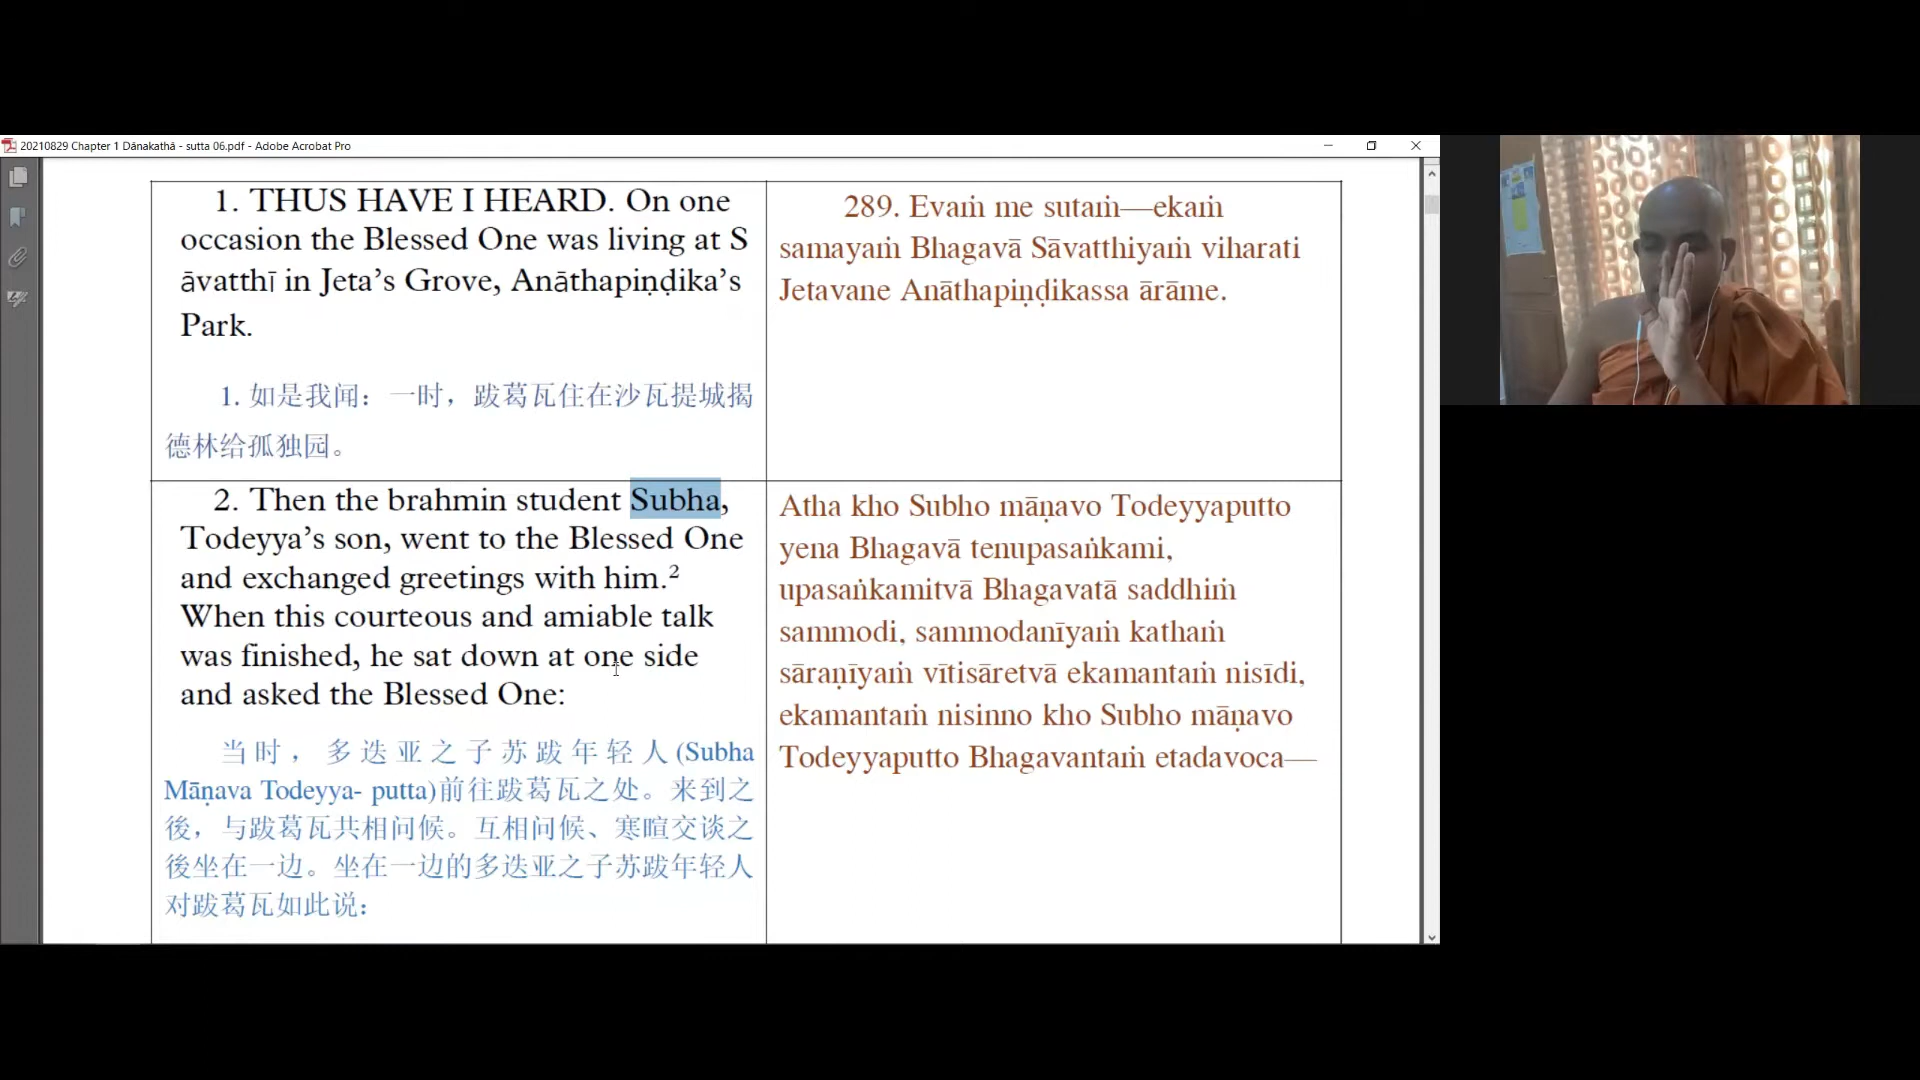 20210829 Chapter 1 Dānakathā - sutta 06.pdf - Adobe Acrobat Pro
1. THUS HAVE I HEARD. On one
occasion the Blessed One was living at S
āvatthī in Jeta’s Grove, Anāthapiṇḍika’s
Park.
1. 如是我闻：一时，跋葛瓦住在沙瓦提城揭
德林给孤独园。
289. Evaṁ me sutaṁ—ekaṁ
samayaṁ Bhagavā Sāvatthiyaṁ viharati
Jetavane Anāthapiṇḍikassa ārāme.
2. Then the brahmin student Subha,
Todeyya’s son, went to the Blessed One
and exchanged greetings with him.²
When this courteous and amiable talk
was finished, he sat down at one side
and asked the Blessed One:
当时，多迭亚之子苏跋年轻人(Subha
Māṇava Todeyya- putta)前往跋葛瓦之处。来到之
後，与跋葛瓦共相问候。互相问候、寒暄交谈之
後坐在一边。坐在一边的多迭亚之子苏跋年轻人
对跋葛瓦如此说：
Atha kho Subho māṇavo Todeyyaputto
yena Bhagavā tenupasaṅkami,
upasaṅkamitvā Bhagavatā saddhiṁ
sammodi, sammodanīyaṁ kathaṁ
sāraṇīyaṁ vītisāretvā ekamantaṁ nisīdi,
ekamantaṁ nisinno kho Subho māṇavo
Todeyyaputto Bhagavantaṁ etadavoca—